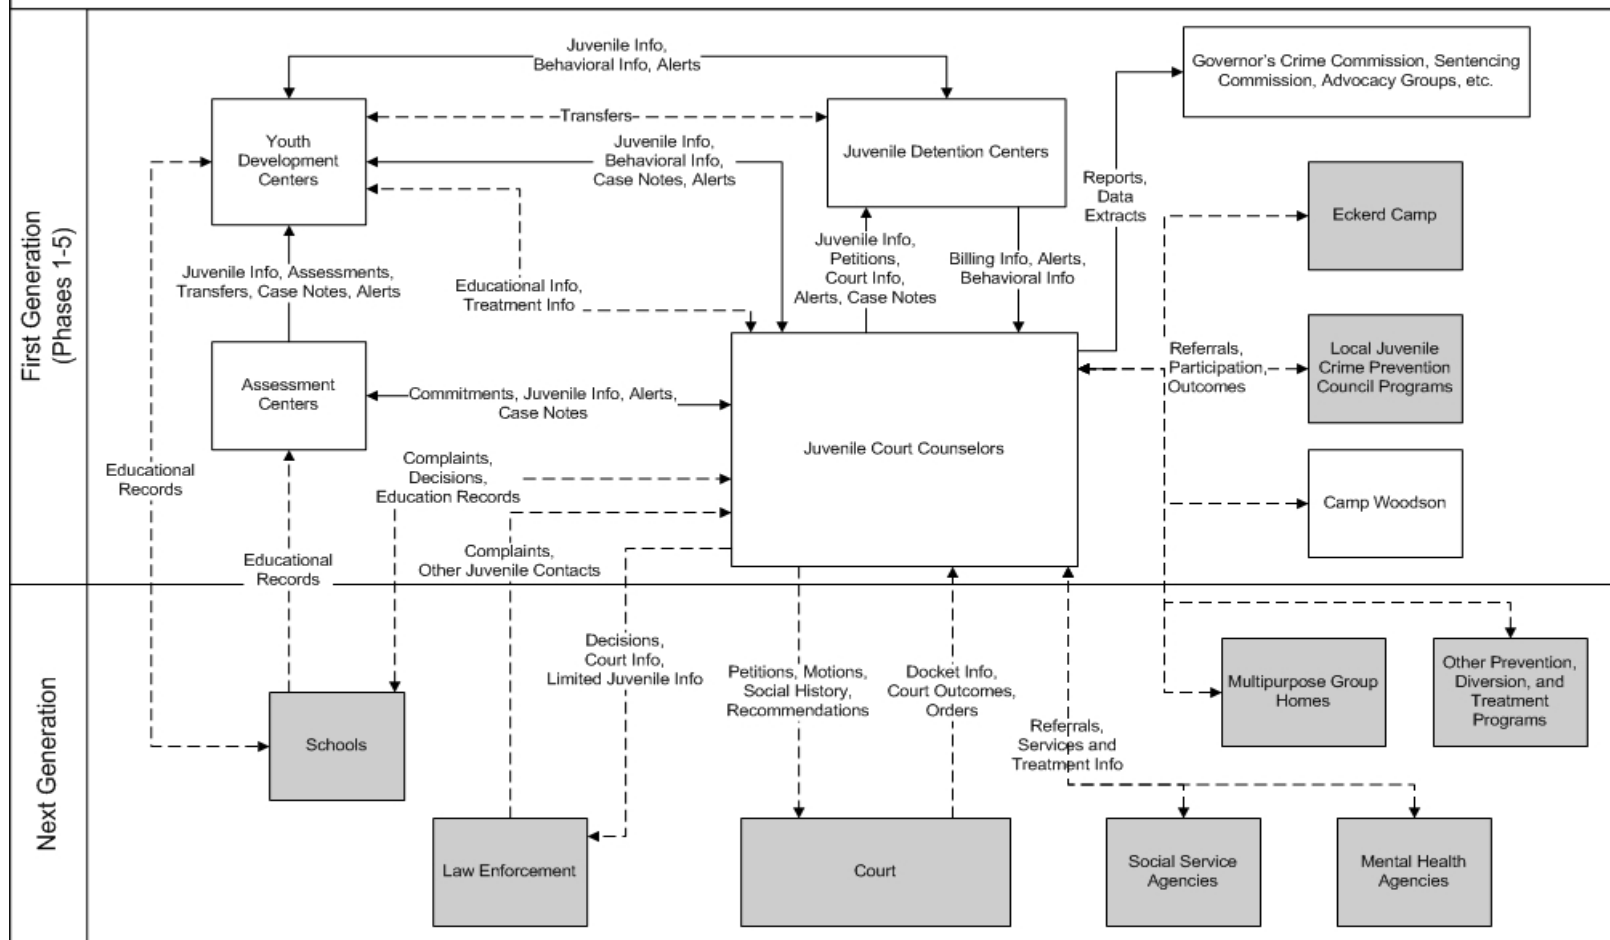 First Generation
(Phases 1-5)
Juvenile Info,
Behavioral Info, Alerts
Governor's Crime Commission, Sentencing
Commission, Advocacy Groups, etc.
Transfers
Youth
Development
Centers
Juvenile Info,
Behavioral Info,
Case Notes, Alerts
Juvenile Detention Centers
Reports,
Data
Extracts
Eckerd Camp
Juvenile Info, Assessments,
Transfers, Case Notes, Alerts
Educational Info,
Treatment Info
Juvenile Info,
Petitions,
Court Info,
Alerts, Case Notes
Billing Info, Alerts,
Behavioral Info
Assessment
Centers
Commitments, Juvenile Info, Alerts,
Case Notes
Referrals,
Participation,
Outcomes
Local Juvenile
Crime Prevention
Council Programs
Juvenile Court Counselors
Educational
Records
Complaints,
Decisions,
Education Records
Camp Woodson
Educational
Records
Complaints,
Other Juvenile Contacts
Next Generation
Decisions,
Court Info,
Limited Juvenile Info
Petitions, Motions,
Social History,
Recommendations
Docket Info,
Court Outcomes,
Orders
Referrals,
Services and
Treatment Info
Multipurpose Group
Homes
Other Prevention,
Diversion, and
Treatment
Programs
Schools
Law Enforcement
Court
Social Service
Agencies
Mental Health
Agencies